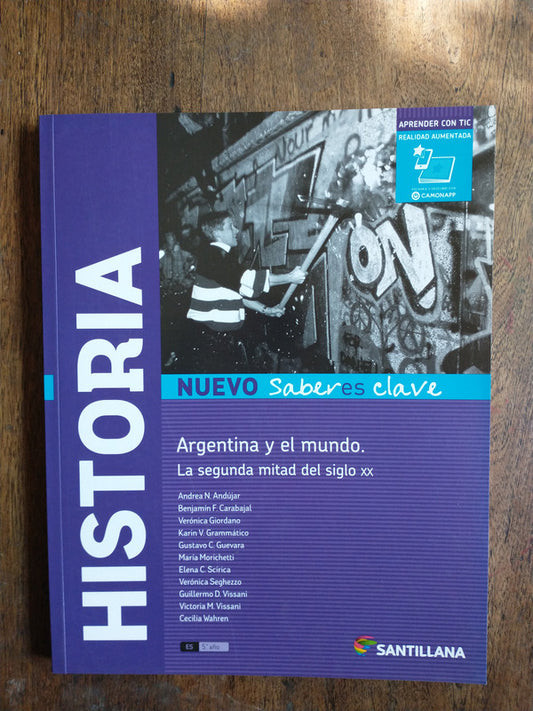 HISTORIA
APRENDER CON TIC
REALIDAD AUMENTADA
CAMONAPP
ON
NUEVO Saberes clave
Argentina y el mundo.
La segunda mitad del siglo XX
Andrea N. Andújar
Benjamín F. Carabajal
Verónica Giordano
Karin V. Grammático
Gustavo C. Guevara
María Morichetti
Elena C. Scirica
Verónica Seghezzo
Guillermo D. Vissani
Victoria M. Vissani
Cecilia Wahren
ES 5.° año
SANTILLANA